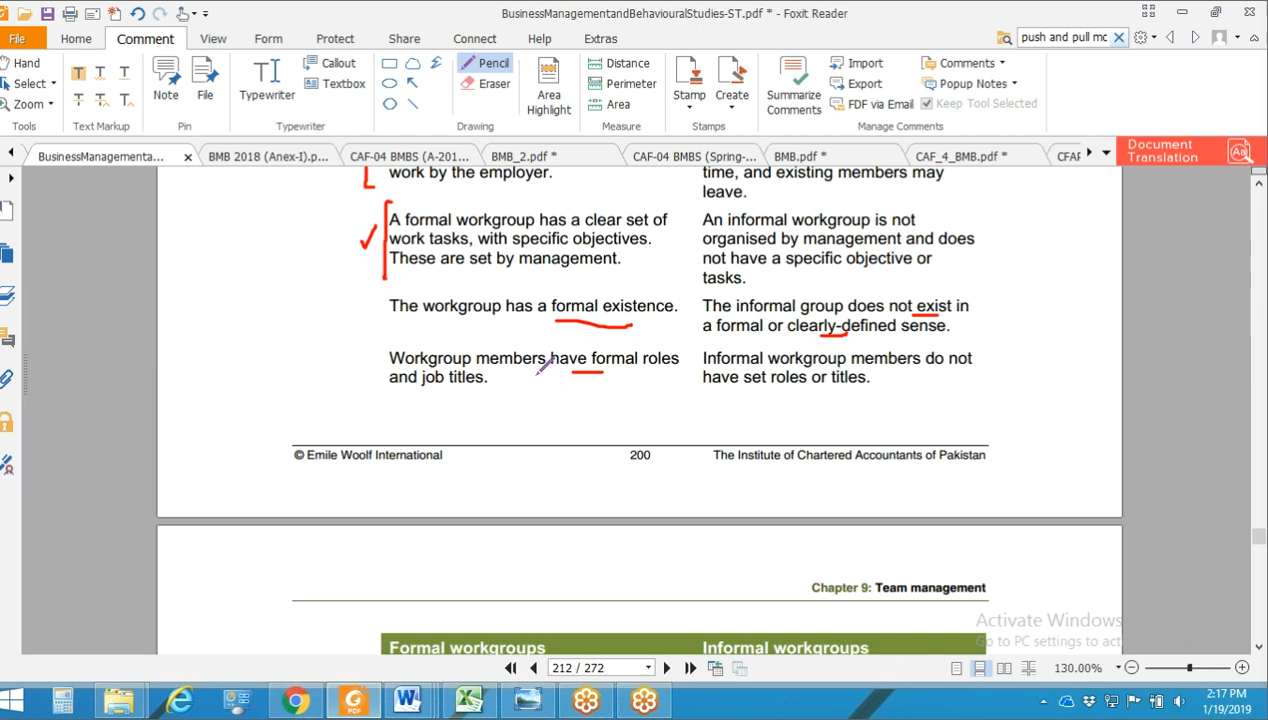 BusinessManagementandBehaviouralStudies-ST.pdf * - Foxit Reader
File Home Comment View Form Protect Share Connect Help Extras push and pull mc
Hand
Select
Zoom
Tools
T T T
Text Markup
Note File
Pin
Typewriter Callout
Textbox
Typewriter
Pencil
Eraser
Drawing
Area
Highlight
Distance
Perimeter
Area
Measure
Stamp Create
Stamps
Summarize
Comments
Import
Export
FDF via Email
Comments
Popup Notes
Keep Tool Selected
Manage Comments
BusinessManagementa... BMB 2018 (Anex-I).p... CAF-04 BMBS (A-201... BMB_2.pdf * CAF-04 BMBS (Spring-... BMB.pdf * CAF_4_BMB.pdf * CFAF
Document
Translation
work by the employer.
time, and existing members may
leave.
A formal workgroup has a clear set of
work tasks, with specific objectives.
These are set by management.
An informal workgroup is not
organised by management and does
not have a specific objective or
tasks.
The workgroup has a formal existence.
The informal group does not exist in
a formal or clearly-defined sense.
Workgroup members have formal roles
and job titles.
Informal workgroup members do not
have set roles or titles.
© Emile Woolf International 200 The Institute of Chartered Accountants of Pakistan
Chapter 9: Team management
Formal workgroups Informal workgroups
Activate Windows
Go to PC settings to act
212 / 272 130.00%
2:17 PM
1/19/2019